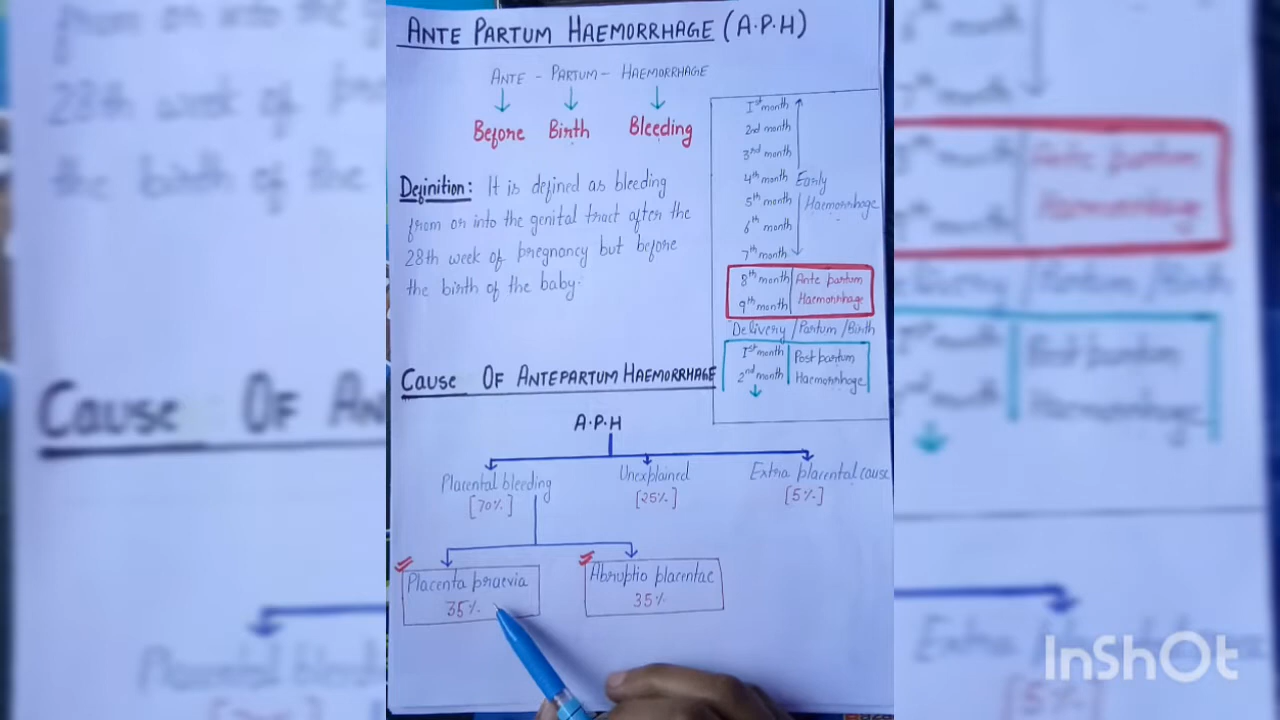 ANTE PARTUM HAEMORRHAGE (A.P.H)
ANTE - PARTUM - HAEMORRHAGE
Before Birth Bleeding
Definition: It is defined as bleeding
from or into the genital tract after the
28th week of pregnancy but before
the birth of the baby.
1st month
2nd month
3rd month
4th month Early
5th month Haemorrhage
6th month
7th month
8th month Ante partum
9th month Haemorrhage
Delivery / Partum / Birth
1st month Post partum
2nd month Haemorrhage
CAUSE OF ANTEPARTUM HAEMORRHAGE
A.P.H
Placental bleeding Unexplained Extra placental cause
[70%] [25%] [5%]
Placenta praevia Abruptio placentae
35% 35%
InShOt